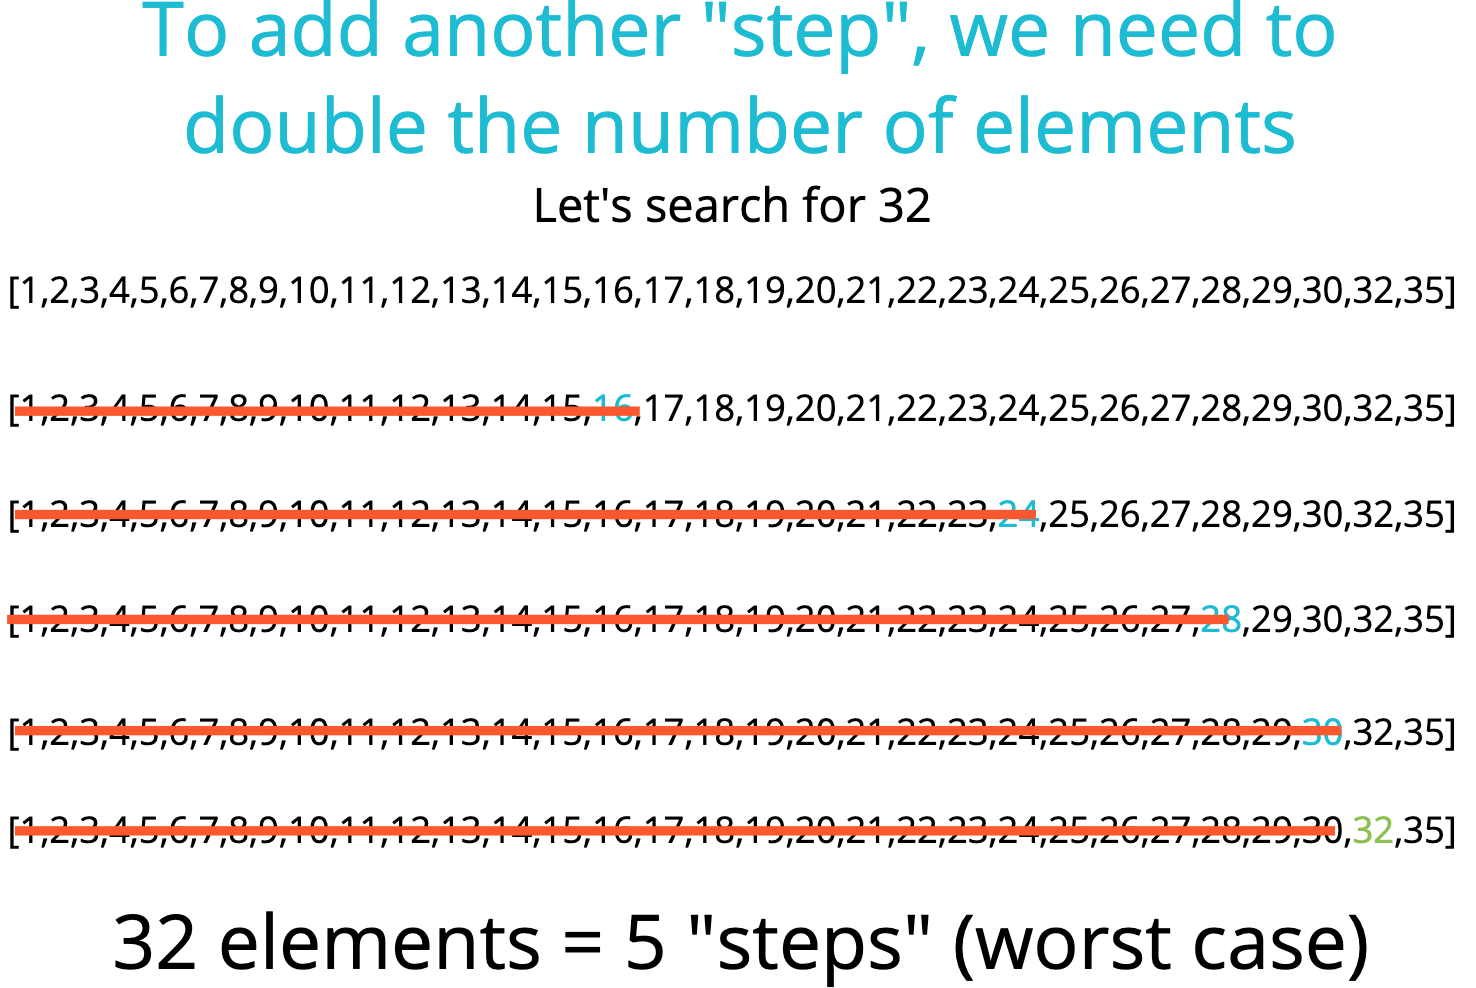 To add another "step", we need to
double the number of elements
Let's search for 32
[1,2,3,4,5,6,7,8,9,10,11,12,13,14,15,16,17,18,19,20,21,22,23,24,25,26,27,28,29,30,32,35]
[1,2,3,4,5,6,7,8,9,10,11,12,13,14,15,16,17,18,19,20,21,22,23,24,25,26,27,28,29,30,32,35]
[1,2,3,4,5,6,7,8,9,10,11,12,13,14,15,16,17,18,19,20,21,22,23,24,25,26,27,28,29,30,32,35]
[1,2,3,4,5,6,7,8,9,10,11,12,13,14,15,16,17,18,19,20,21,22,23,24,25,26,27,28,29,30,32,35]
[1,2,3,4,5,6,7,8,9,10,11,12,13,14,15,16,17,18,19,20,21,22,23,24,25,26,27,28,29,30,32,35]
[1,2,3,4,5,6,7,8,9,10,11,12,13,14,15,16,17,18,19,20,21,22,23,24,25,26,27,28,29,30,32,35]
32 elements = 5 "steps" (worst case)